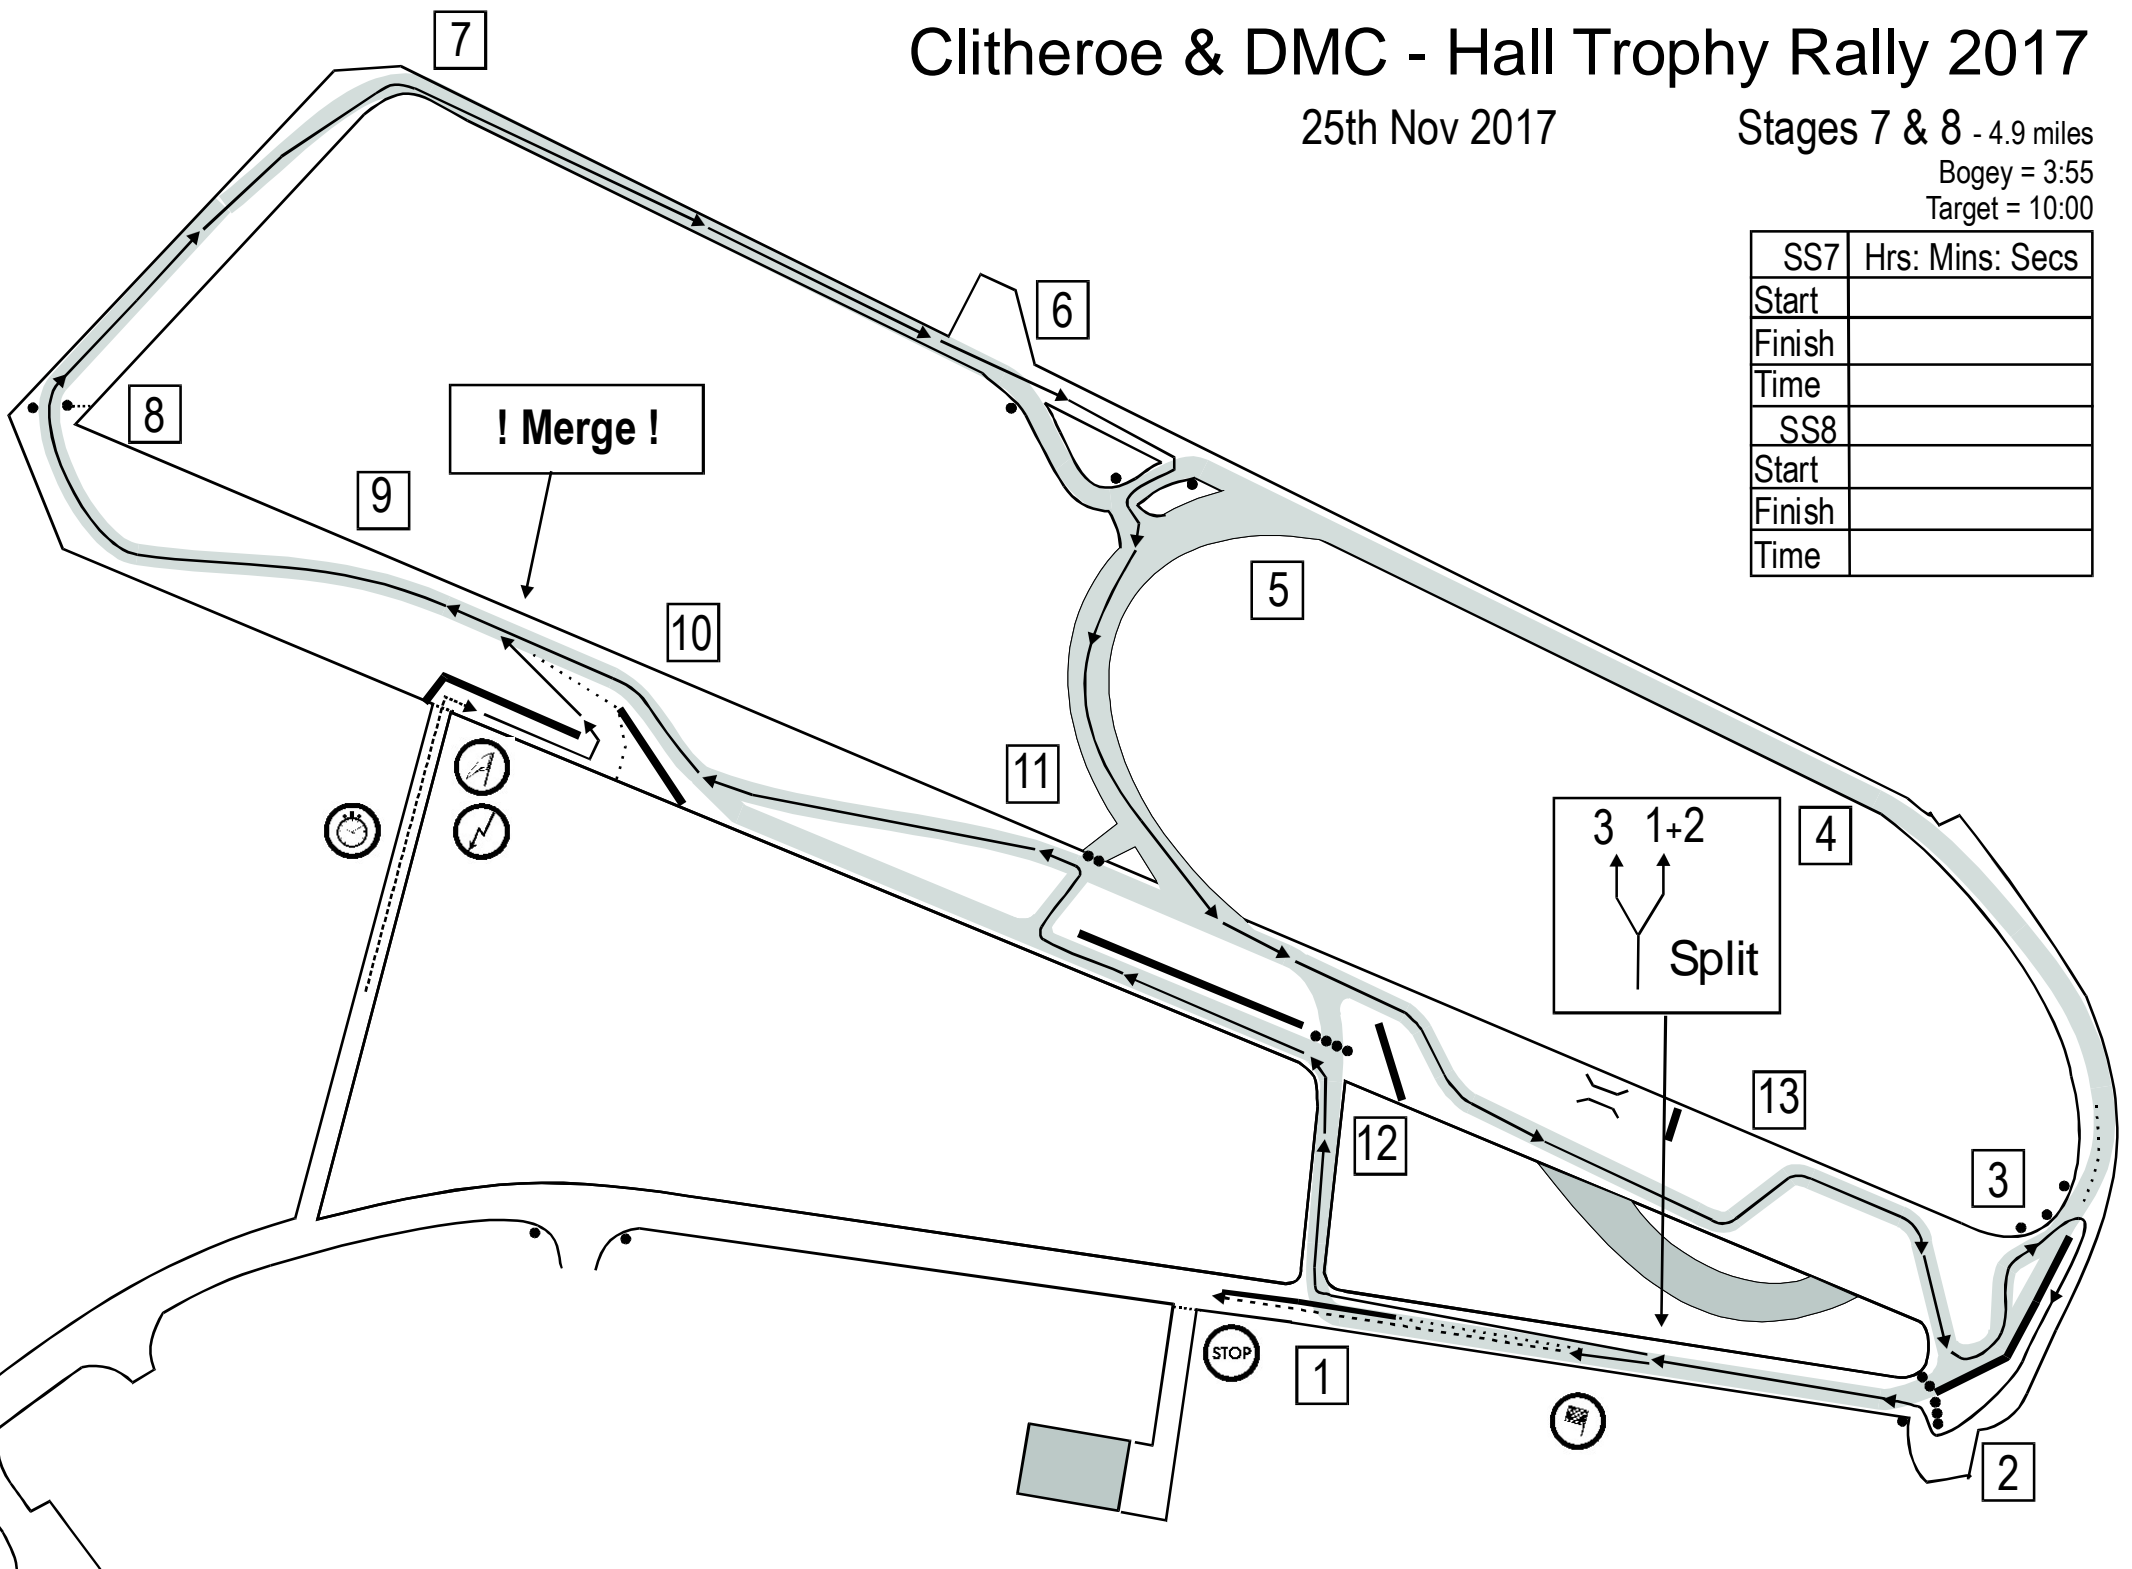 Clitheroe & DMC - Hall Trophy Rally 2017
25th Nov 2017
Stages 7 & 8 - 4.9 miles
Bogey = 3:55
Target = 10:00
SS7 Hrs: Mins: Secs
Start
Finish
Time
SS8
Start
Finish
Time
7
6
8
! Merge !
9
5
10
11
3 1+2
Split
4
13
12
3
STOP
1
2